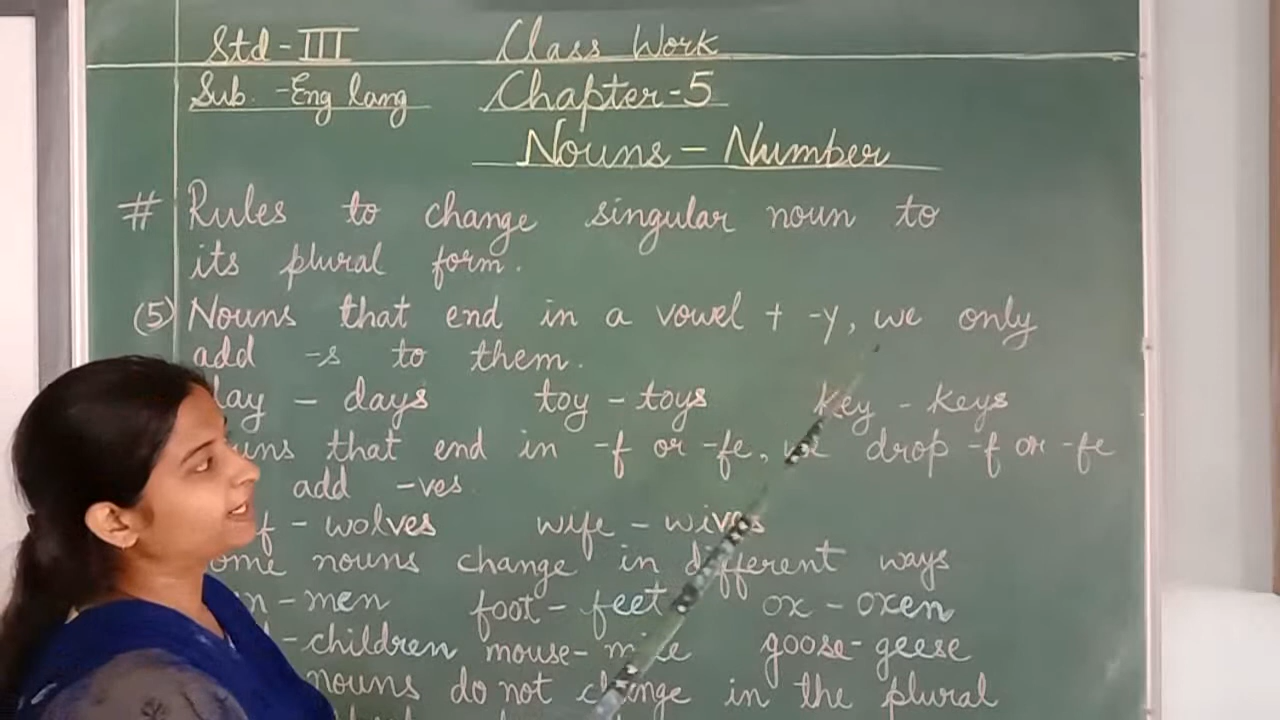 Std - III Class Work
Sub. - Eng lang Chapter-5
Nouns - Number
# Rules to change singular noun to
its plural form.
(5) Nouns that end in a vowel + -y, we only
add -s to them.
day - days toy - toys key - keys
that end in -f or -fe, we drop -f or -fe
add -ves
- wolves wife - wives
nouns change in different ways
- men foot - feet ox - oxen
- children mouse - mice goose - geese
nouns do not change in the plural